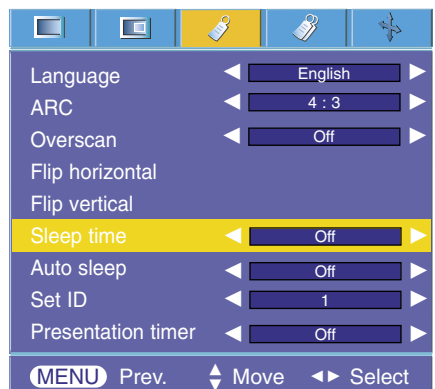 Language English
ARC 4 : 3
Overscan Off
Flip horizontal
Flip vertical
Sleep time Off
Auto sleep Off
Set ID 1
Presentation timer Off
MENU Prev. Move Select